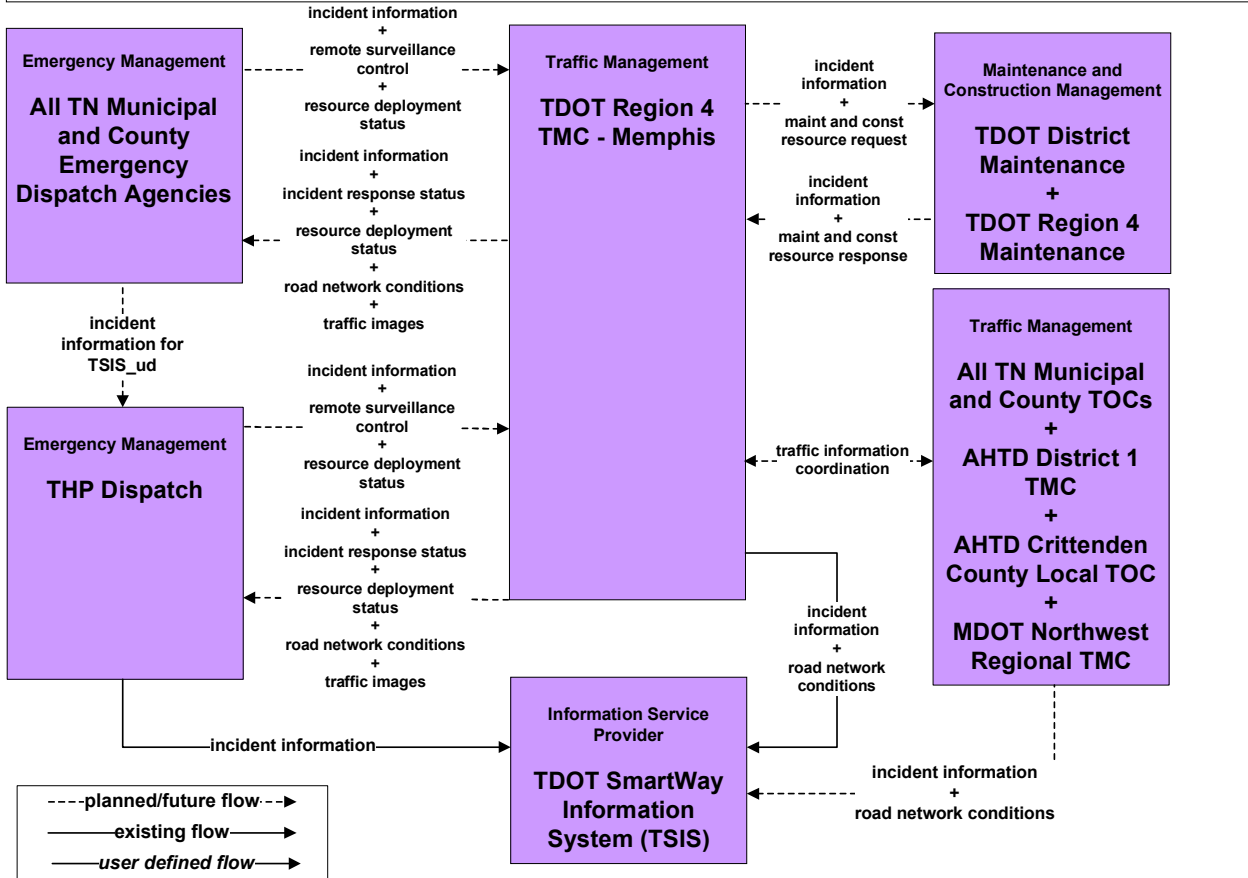 Emergency Management
All TN Municipal
and County
Emergency
Dispatch Agencies
incident information
+
remote surveillance
control
+
resource deployment
status
incident information
+
incident response status
+
resource deployment
status
+
road network conditions
+
traffic images
Traffic Management
TDOT Region 4
TMC - Memphis
incident
information
+
maint and const
resource request
incident
information
+
maint and const
resource response
Maintenance and
Construction Management
TDOT District
Maintenance
+
TDOT Region 4
Maintenance
incident
information for
TSIS_ud
Emergency Management
THP Dispatch
incident information
+
remote surveillance
control
+
resource deployment
status
incident information
+
incident response status
+
resource deployment
status
+
road network conditions
+
traffic images
traffic information
coordination
Traffic Management
All TN Municipal
and County TOCs
+
AHTD District 1
TMC
+
AHTD Crittenden
County Local TOC
+
MDOT Northwest
Regional TMC
incident
information
+
road network
conditions
incident information
Information Service
Provider
TDOT SmartWay
Information
System (TSIS)
incident information
+
road network conditions
planned/future flow
existing flow
user defined flow